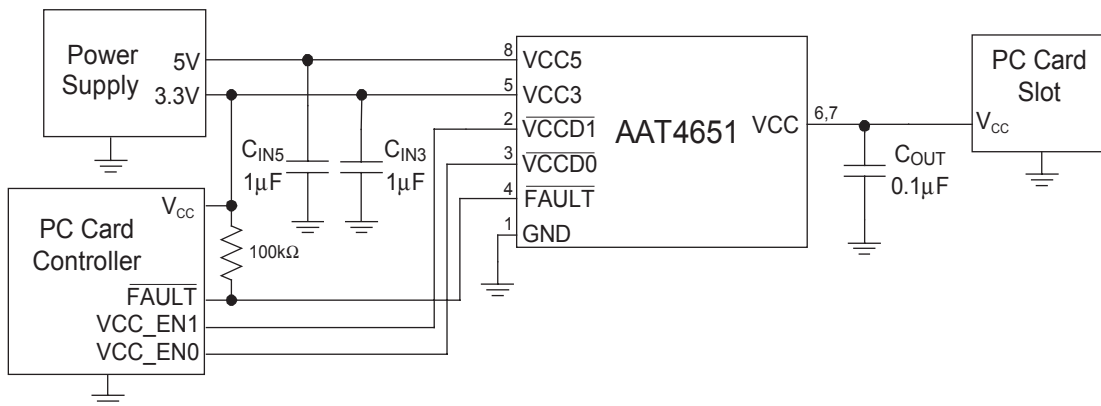 Power
Supply
5V
3.3V
PC Card
Controller
VCC
FAULT
VCC_EN1
VCC_EN0
100kΩ
CIN5
1µF
CIN3
1µF
8
5
2
3
4
1
VCC5
VCC3
VCCD1
VCCD0
FAULT
GND
AAT4651
VCC
6,7
COUT
0.1µF
PC Card
Slot
VCC